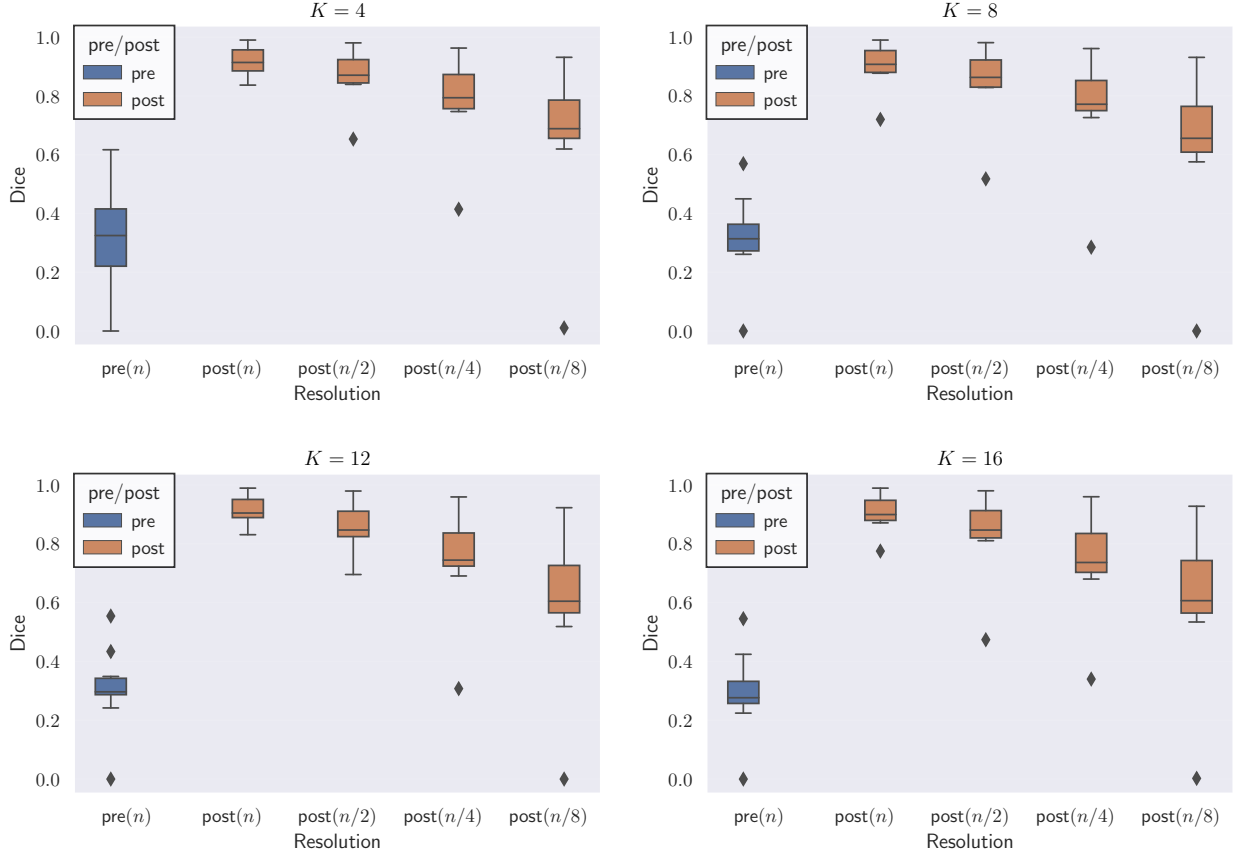 K = 4
pre/post
pre
post
1.0
0.8
0.6
0.4
0.2
0.0
Dice
pre(n)
post(n)
post(n/2)
post(n/4)
post(n/8)
Resolution
K = 8
pre/post
pre
post
1.0
0.8
0.6
0.4
0.2
0.0
Dice
pre(n)
post(n)
post(n/2)
post(n/4)
post(n/8)
Resolution
K = 12
pre/post
pre
post
1.0
0.8
0.6
0.4
0.2
0.0
Dice
pre(n)
post(n)
post(n/2)
post(n/4)
post(n/8)
Resolution
K = 16
pre/post
pre
post
1.0
0.8
0.6
0.4
0.2
0.0
Dice
pre(n)
post(n)
post(n/2)
post(n/4)
post(n/8)
Resolution